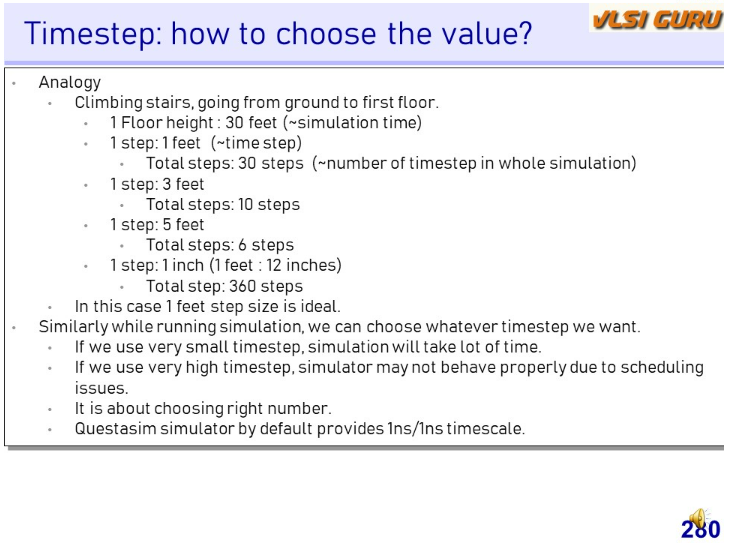 Timestep: how to choose the value?
VLSI GURU
Analogy
Climbing stairs, going from ground to first floor.
1 Floor height : 30 feet (~simulation time)
1 step: 1 feet (~time step)
Total steps: 30 steps (~number of timestep in whole simulation)
1 step: 3 feet
Total steps: 10 steps
1 step: 5 feet
Total steps: 6 steps
1 step: 1 inch (1 feet : 12 inches)
Total step: 360 steps
In this case 1 feet step size is ideal.
Similarly while running simulation, we can choose whatever timestep we want.
If we use very small timestep, simulation will take lot of time.
If we use very high timestep, simulator may not behave properly due to scheduling
issues.
It is about choosing right number.
Questasim simulator by default provides 1ns/1ns timescale.
280